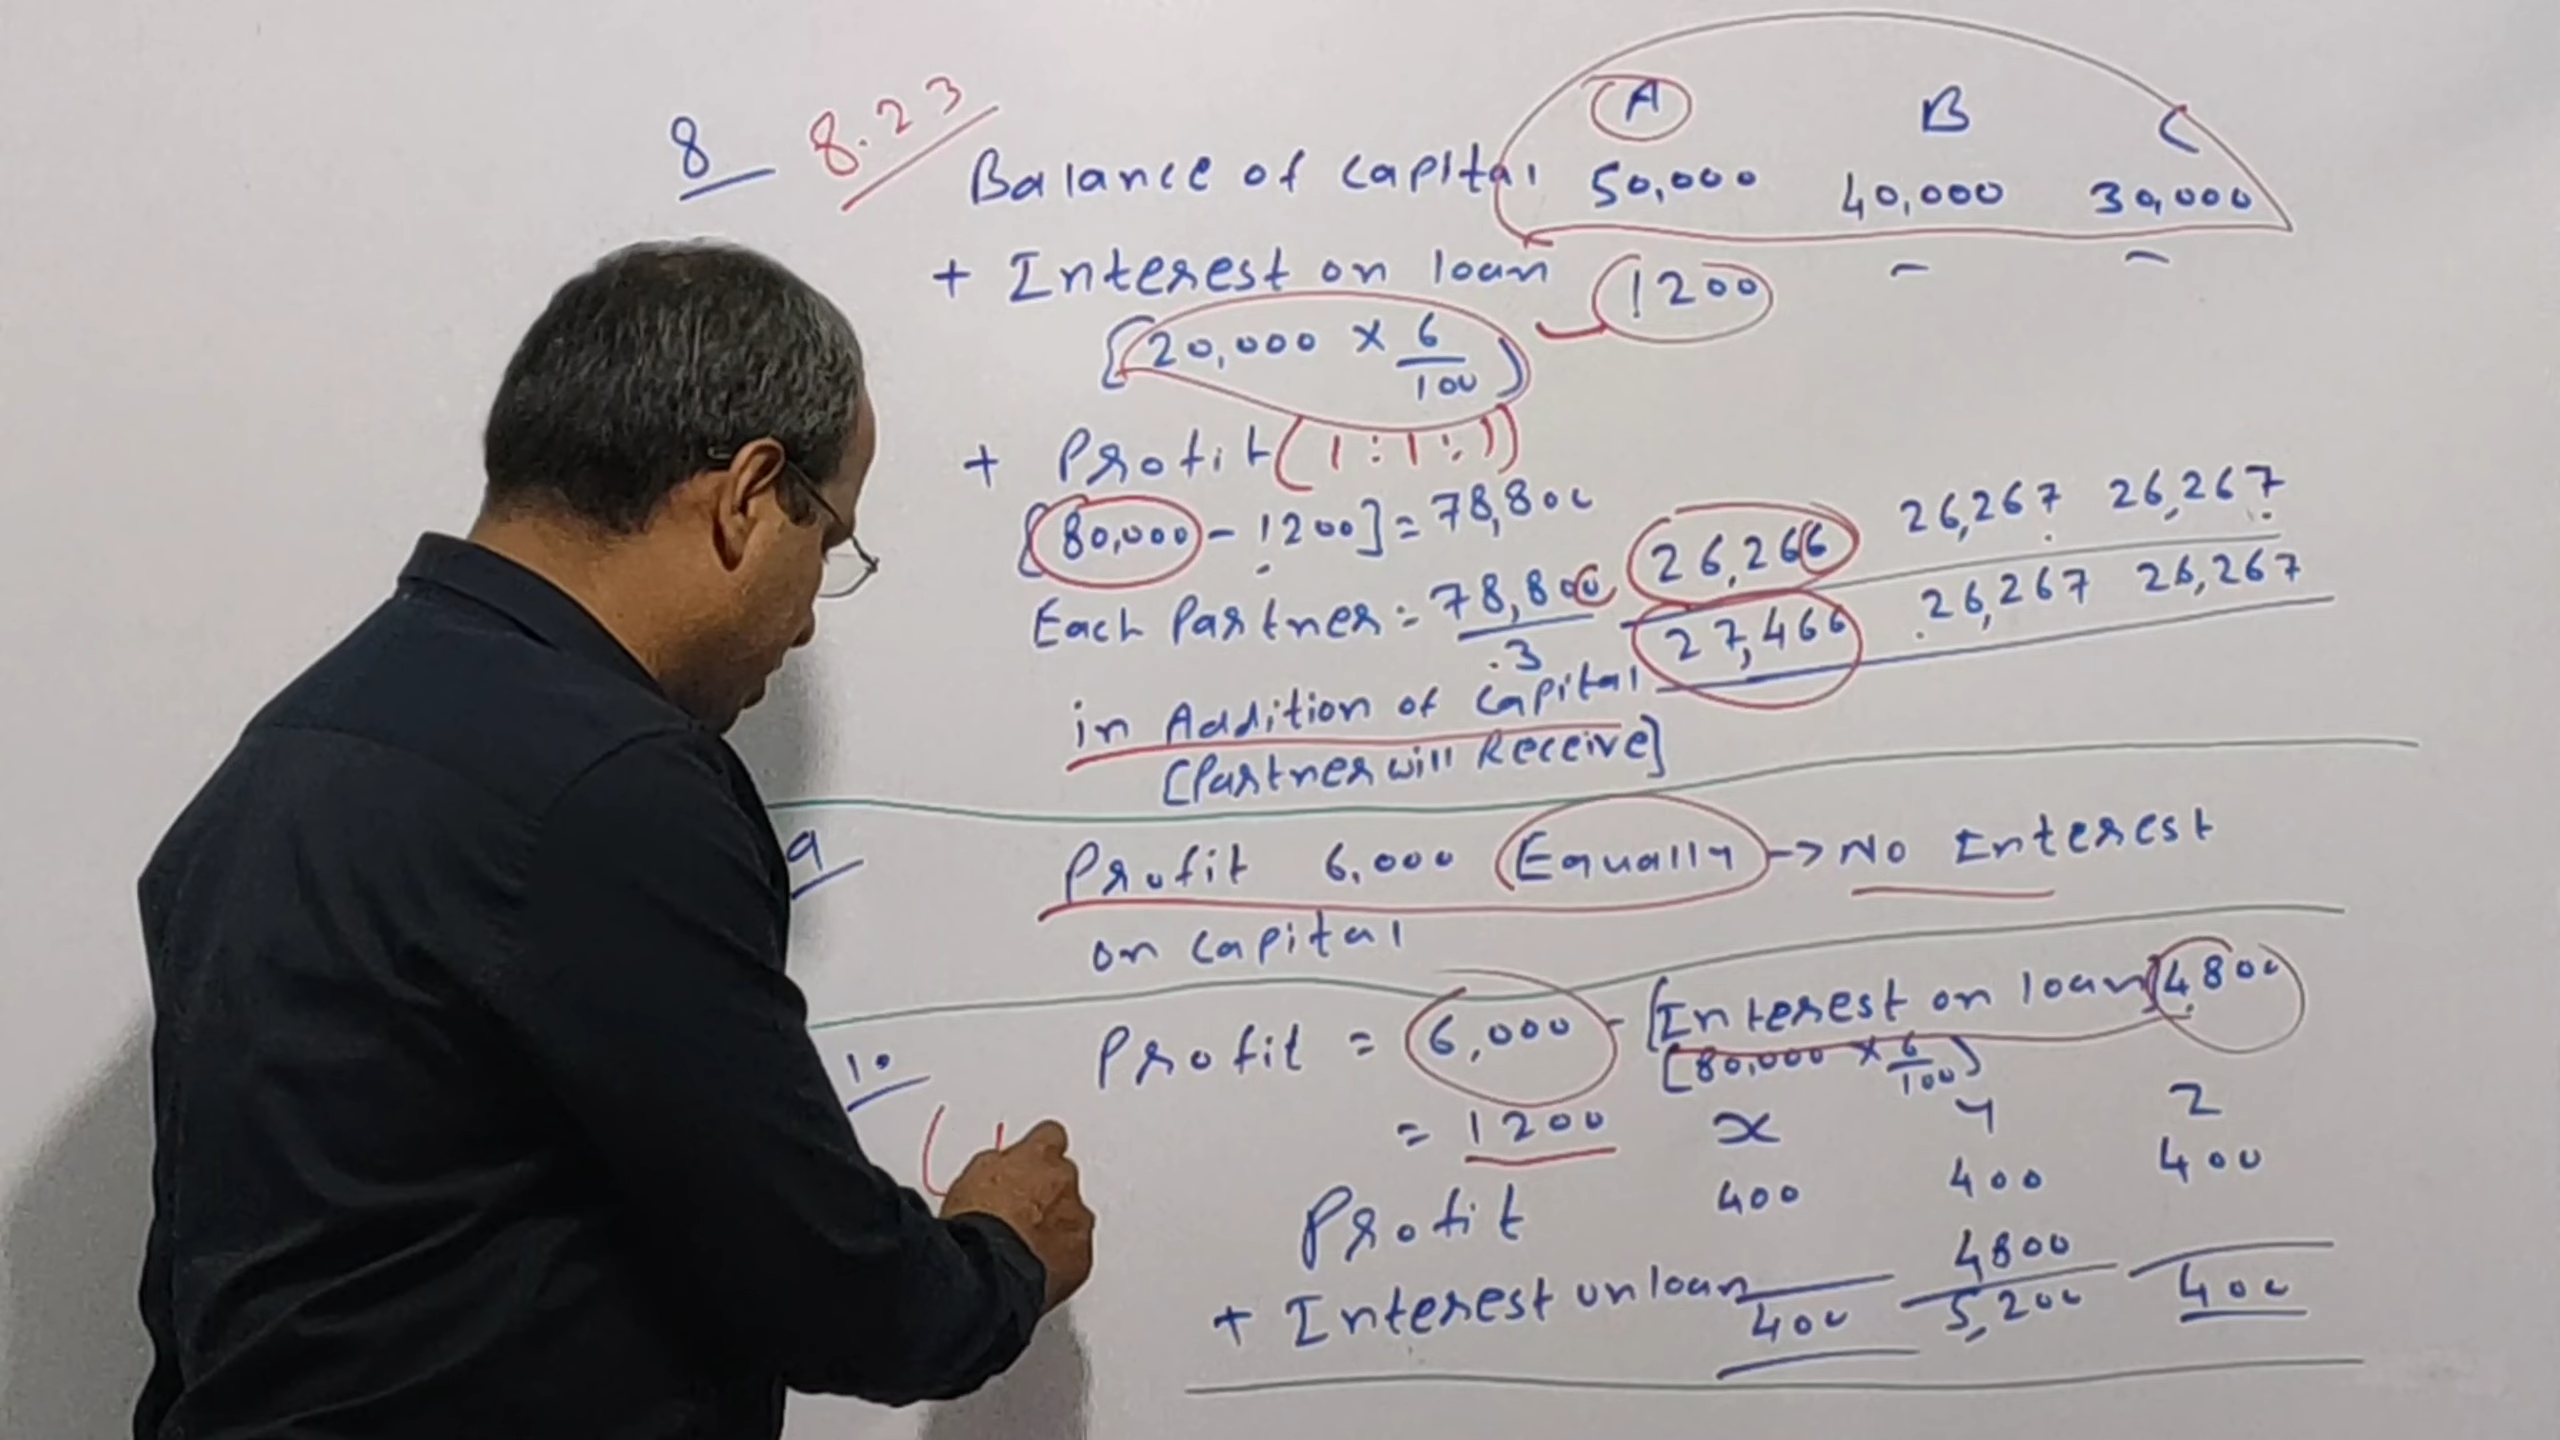 8 8.23
A B C
Balance of Capital 50,000 40,000 30,000
+ Interest on loan 1200 - -
[20,000 × 6/100]
+ Profit (1:1:1)
[80,000 - 1200] = 78,800 26,266 26,267 26,267
Each Partner = 78,800/3 27,466 26,267 26,267
in Addition of Capital
[Partner will Receive]
9 Profit 6,000 Equally -> No Interest
on Capital
10 Profit = 6,000 - [Interest on loan] 4,800
[80,000 × 6/100]
= 1200 x y z
Profit 400 400 400
+ Interest on loan 4800
400 5,200 400
(1